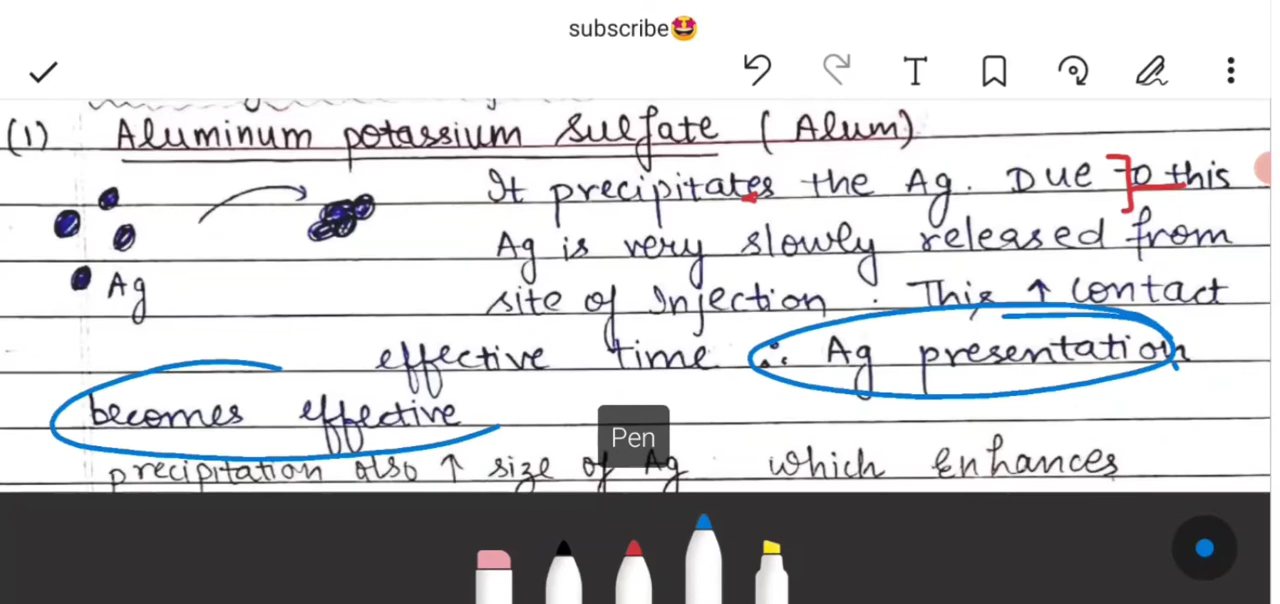 subscribe🤩
(1) Aluminum potassium sulfate (Alum)
It precipitates the Ag. Due to this
Ag is very slowly released from
Ag site of Injection. This ↑ contact
effective time ∴ Ag presentation
becomes effective
Pen
precipitation also ↑ size of Ag which enhances